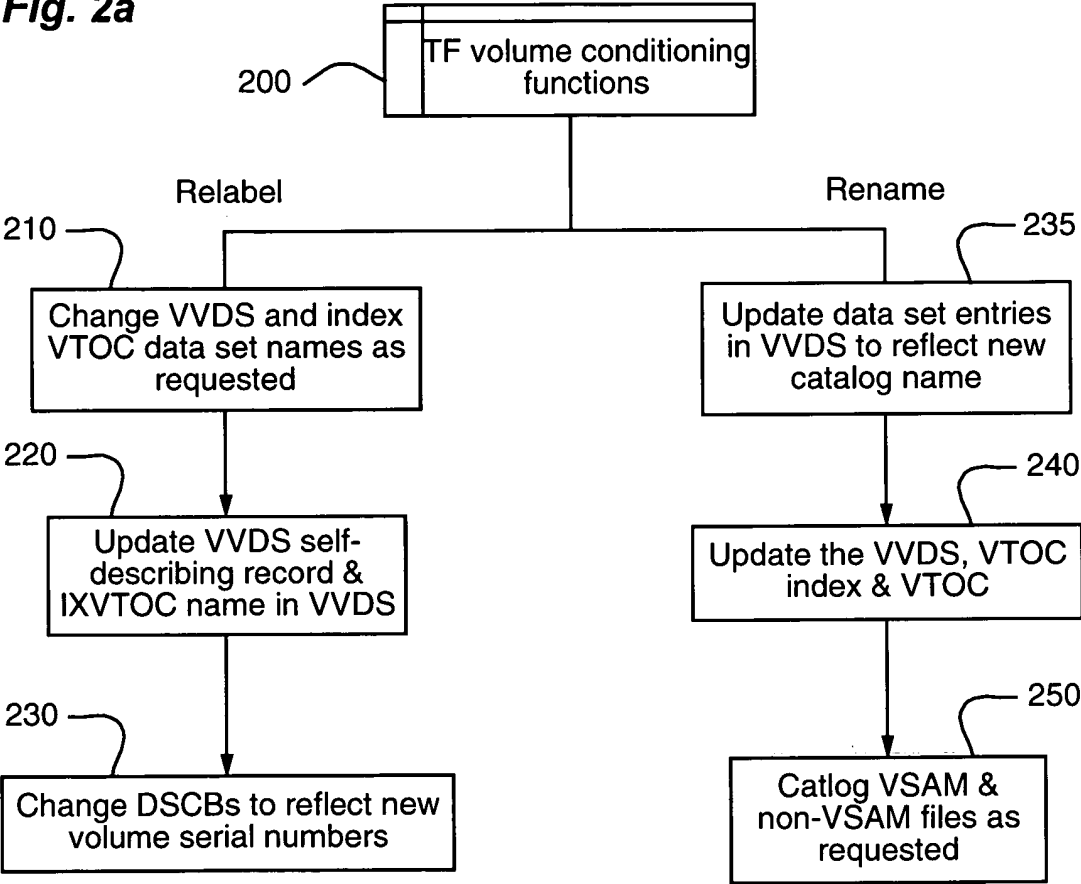 Fig. 2a
TF volume conditioning
functions
200
Relabel
Rename
210
235
Change VVDS and index
VTOC data set names as
requested
Update data set entries
in VVDS to reflect new
catalog name
220
240
Update VVDS self-
describing record &
IXVTOC name in VVDS
Update the VVDS, VTOC
index & VTOC
230
250
Change DSCBs to reflect new
volume serial numbers
Catlog VSAM &
non-VSAM files as
requested